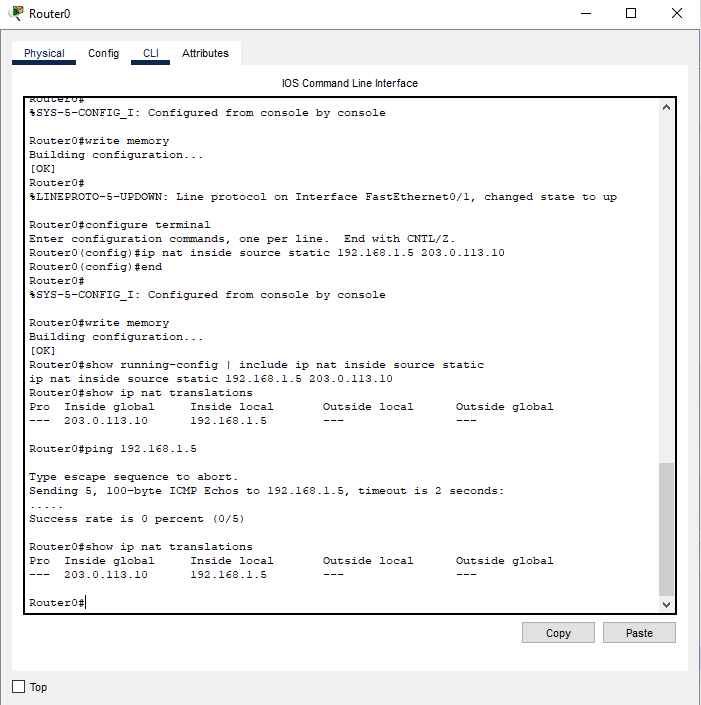 Router0
Physical Config CLI Attributes
IOS Command Line Interface
Router0#
%SYS-5-CONFIG_I: Configured from console by console
Router0#write memory
Building configuration...
[OK]
Router0#
%LINEPROTO-5-UPDOWN: Line protocol on Interface FastEthernet0/1, changed state to up
Router0#configure terminal
Enter configuration commands, one per line.  End with CNTL/Z.
Router0(config)#ip nat inside source static 192.168.1.5 203.0.113.10
Router0(config)#end
Router0#
%SYS-5-CONFIG_I: Configured from console by console
Router0#write memory
Building configuration...
[OK]
Router0#show running-config | include ip nat inside source static
ip nat inside source static 192.168.1.5 203.0.113.10
Router0#show ip nat translations
Pro  Inside global     Inside local       Outside local      Outside global
---  203.0.113.10      192.168.1.5        ---                ---
Router0#ping 192.168.1.5
Type escape sequence to abort.
Sending 5, 100-byte ICMP Echos to 192.168.1.5, timeout is 2 seconds:
.....
Success rate is 0 percent (0/5)
Router0#show ip nat translations
Pro  Inside global     Inside local       Outside local      Outside global
---  203.0.113.10      192.168.1.5        ---                ---
Router0#
Copy Paste
Top